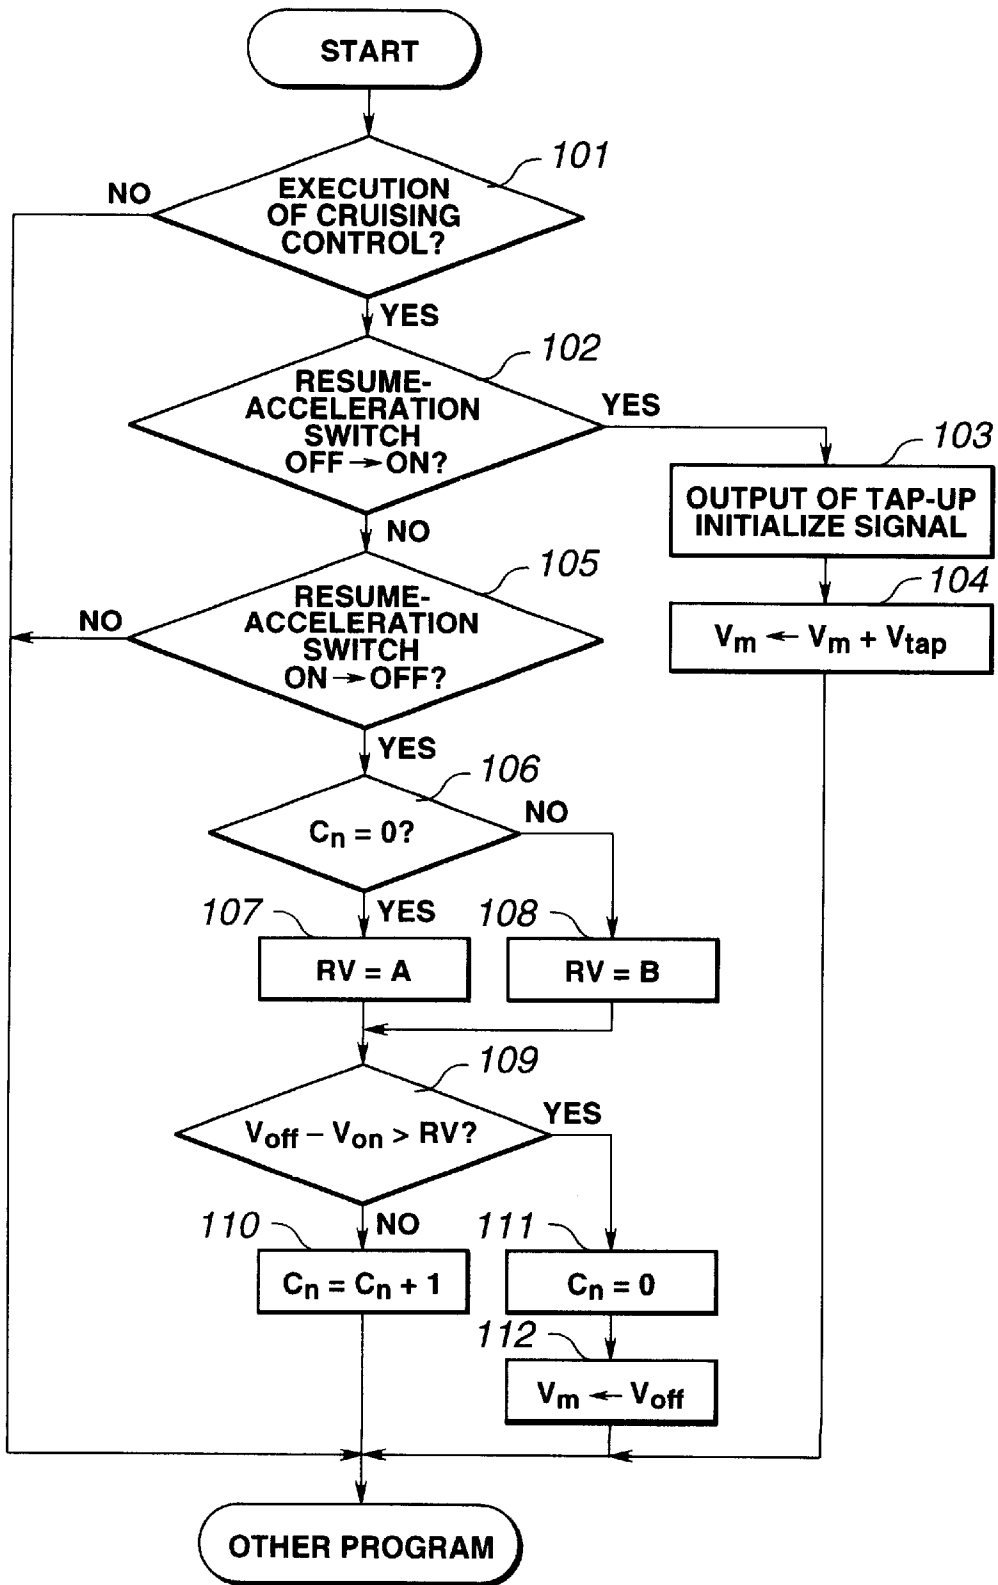 START
101
NO
EXECUTION
OF CRUISING
CONTROL?
YES
102
RESUME-
ACCELERATION
SWITCH
OFF → ON?
YES
103
OUTPUT OF TAP-UP
INITIALIZE SIGNAL
NO
105
104
RESUME-
ACCELERATION
SWITCH
ON → OFF?
NO
Vm ← Vm + Vtap
YES
106
Cn = 0?
NO
YES
107
108
RV = A
RV = B
109
Voff – Von > RV?
YES
NO
110
111
Cn = Cn + 1
Cn = 0
112
Vm ← Voff
OTHER PROGRAM